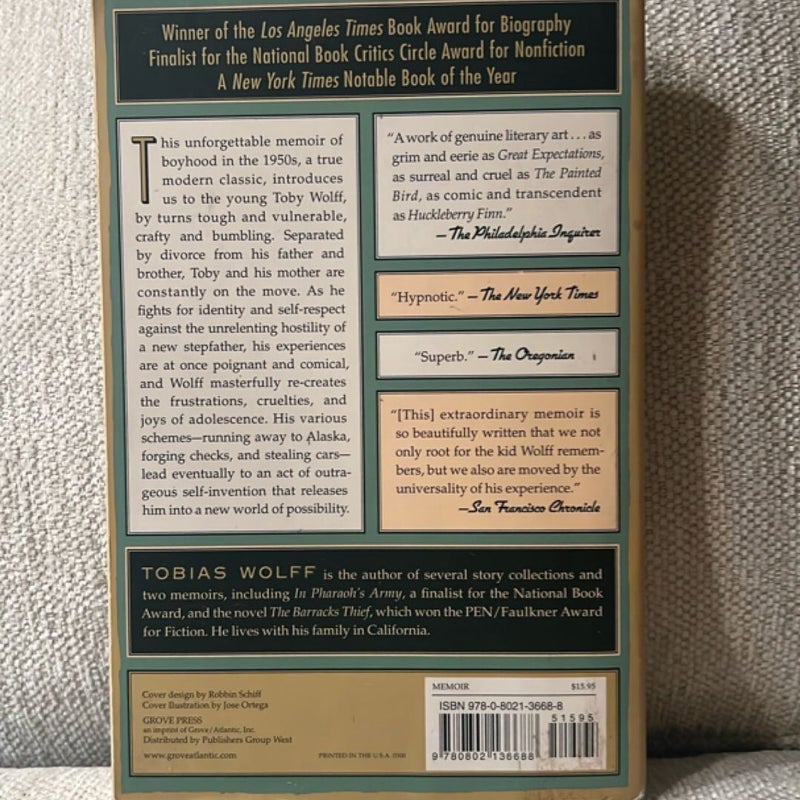 Winner of the Los Angeles Times Book Award for Biography
Finalist for the National Book Critics Circle Award for Nonfiction
A New York Times Notable Book of the Year
This unforgettable memoir of
boyhood in the 1950s, a true
modern classic, introduces
us to the young Toby Wolff,
by turns tough and vulnerable,
crafty and bumbling. Separated
by divorce from his father and
brother, Toby and his mother are
constantly on the move. As he
fights for identity and self-respect
against the unrelenting hostility of
a new stepfather, his experiences
are at once poignant and comical,
and Wolff masterfully re-creates
the frustrations, cruelties, and
joys of adolescence. His various
schemes—running away to Alaska,
forging checks, and stealing cars—
lead eventually to an act of outra-
geous self-invention that releases
him into a new world of possibility.
“A work of genuine literary art . . . as
grim and eerie as Great Expectations,
as surreal and cruel as The Painted
Bird, as comic and transcendent
as Huckleberry Finn.”
—The Philadelphia Inquirer
“Hypnotic.” —The New York Times
“Superb.” —The Oregonian
“[This] extraordinary memoir is
so beautifully written that we not
only root for the kid Wolff remem-
bers, but we also are moved by the
universality of his experience.”
—San Francisco Chronicle
TOBIAS WOLFF is the author of several story collections and
two memoirs, including In Pharaoh's Army, a finalist for the National Book
Award, and the novel The Barracks Thief, which won the PEN/Faulkner Award
for Fiction. He lives with his family in California.
Cover design by Robbin Schiff
Cover Ilustration by Jose Ortega
GROVE PRESS
an imprint of Grove/Atlantic, Inc.
Distributed by Publishers Group West
www.groveatlantic.com
PRINTED IN THE U.S.A.
MEMOIR $15.95
ISBN 978-0-8021-3668-8
51595
9 780802 136688